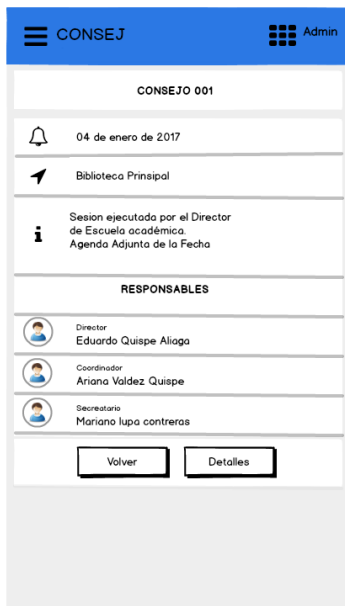 CONSEJ
Admin
CONSEJO 001
04 de enero de 2017
Biblioteca Prinsipal
Sesion ejecutada por el Director
de Escuela académica.
Agenda Adjunta de la Fecha
RESPONSABLES
Director
Eduardo Quispe Aliaga
Coordinador
Ariana Valdez Quispe
Secreatario
Mariano lupa contreras
Volver
Detalles